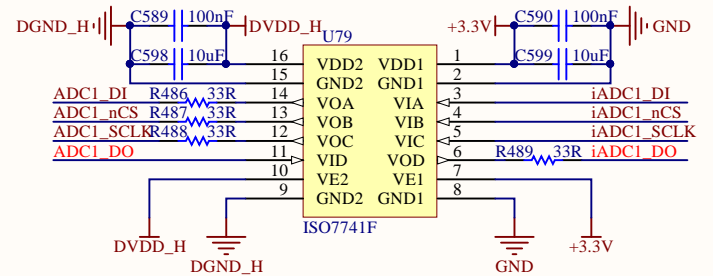 C589 100nF
DGND_H DVDD_H
C598 10uF
C590 100nF
+3.3V GND
C599 10uF
U79
16 VDD2 VDD1 1
15 GND2 GND1 2
ADC1_DI R486 33R 14 VOA VIA 3 iADC1_DI
ADC1_nCS R487 33R 13 VOB VIB 4 iADC1_nCS
ADC1_SCLK R488 33R 12 VOC VIC 5 iADC1_SCLK
ADC1_DO 11 VID VOD 6 R489 33R iADC1_DO
10 VE2 VE1 7
9 GND2 GND1 8
ISO7741F
DVDD_H
DGND_H
GND
+3.3V